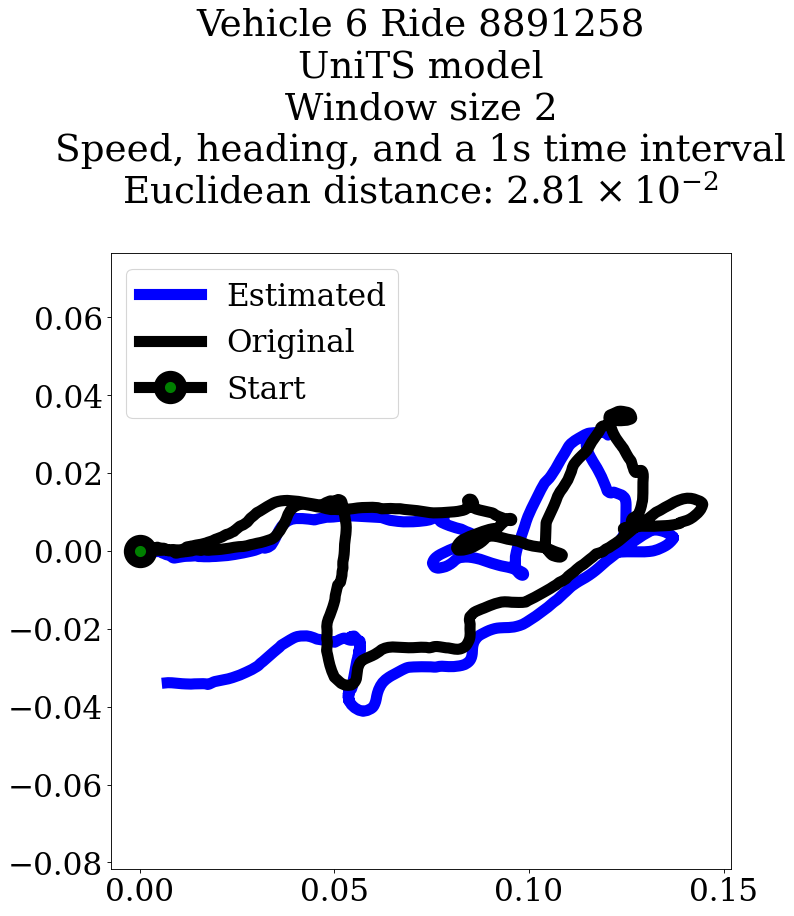 Vehicle 6 Ride 8891258
UniTS model
Window size 2
Speed, heading, and a 1s time interval
Euclidean distance: 2.81 × 10⁻²
Estimated
Original
Start
0.06
0.04
0.02
0.00
−0.02
−0.04
−0.06
−0.08
0.00 0.05 0.10 0.15